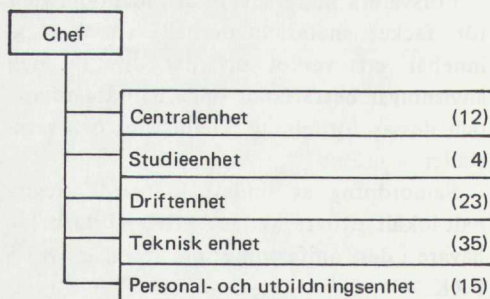 Chef
Centralenhet (12)
Studieenhet ( 4)
Driftenhet (23)
Teknisk enhet (35)
Personal- och utbildningsenhet (15)